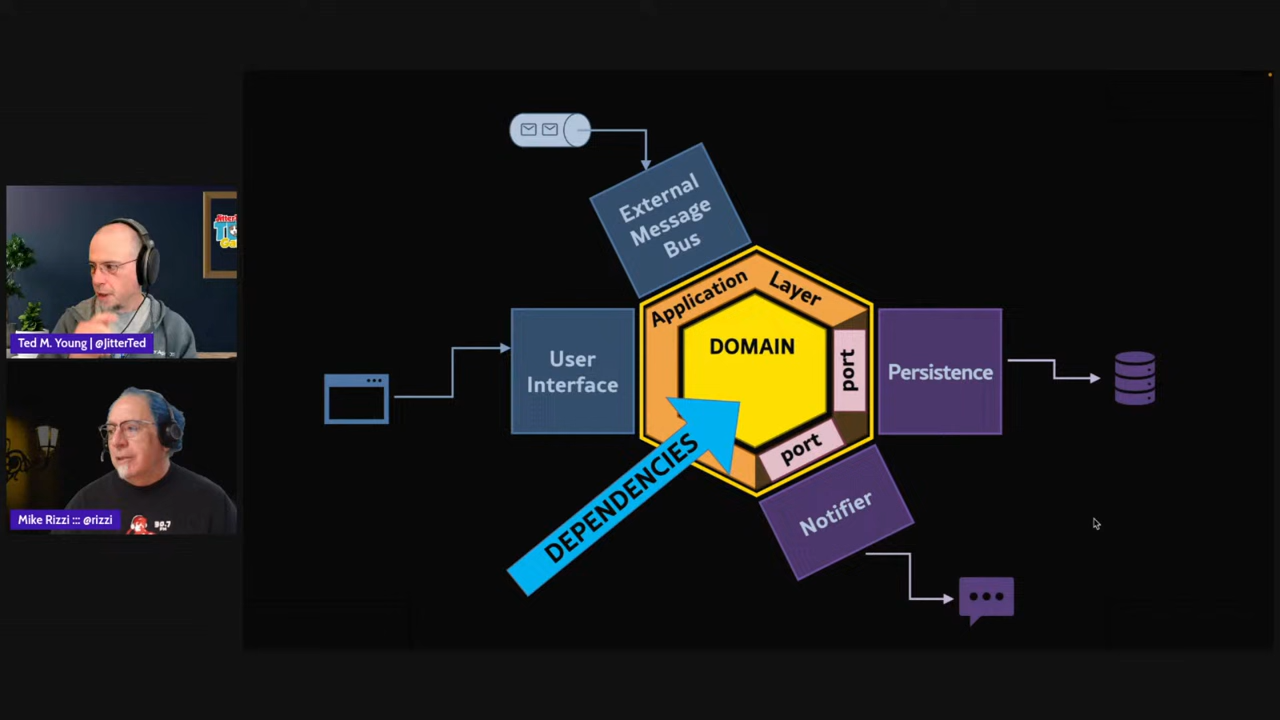 External
Message
Bus
Application Layer
DOMAIN
User
Interface
port
Persistence
port
DEPENDENCIES
Notifier
Ted M. Young | @JitterTed
Mike Rizzi ::: @rizzi